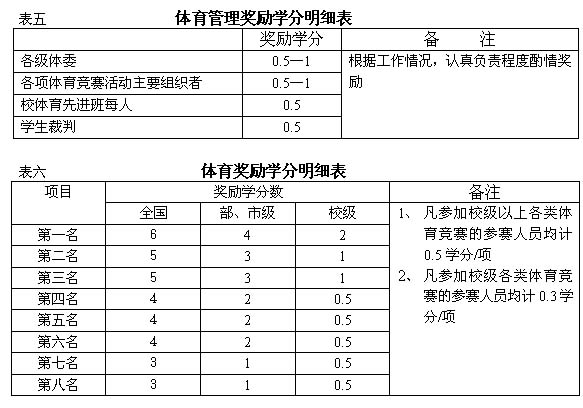 表五 体育管理奖励学分明细表
奖励学分 备 注
各级体委 0.5—1 根据工作情况，认真负责程度酌情奖
各项体育竞赛活动主要组织者 0.5—1 励
校体育先进班每人 0.5
学生裁判 0.5
表六 体育奖励学分明细表
项目 奖励学分数 备注
全国 部、市级 校级 1、凡参加校级以上各类体
第一名 6 4 2 育竞赛的参赛人员均计
第二名 5 3 1 0.5学分/项
第三名 5 3 1 2、凡参加校级各类体育竞
第四名 4 2 0.5 赛的参赛人员均计0.3学
第五名 4 2 0.5 分/项
第六名 4 2 0.5
第七名 3 1 0.5
第八名 3 1 0.5